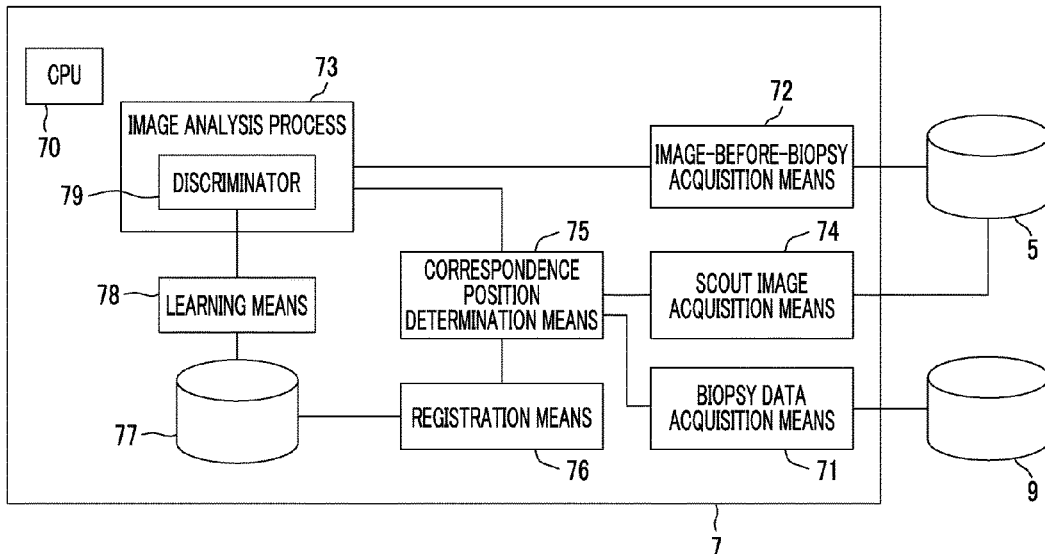 CPU
70
73
IMAGE ANALYSIS PROCESS
79
DISCRIMINATOR
72
IMAGE-BEFORE-BIOPSY
ACQUISITION MEANS
5
78
LEARNING MEANS
75
CORRESPONDENCE
POSITION
DETERMINATION MEANS
74
SCOUT IMAGE
ACQUISITION MEANS
77
REGISTRATION MEANS
76
BIOPSY DATA
ACQUISITION MEANS
71
9
7